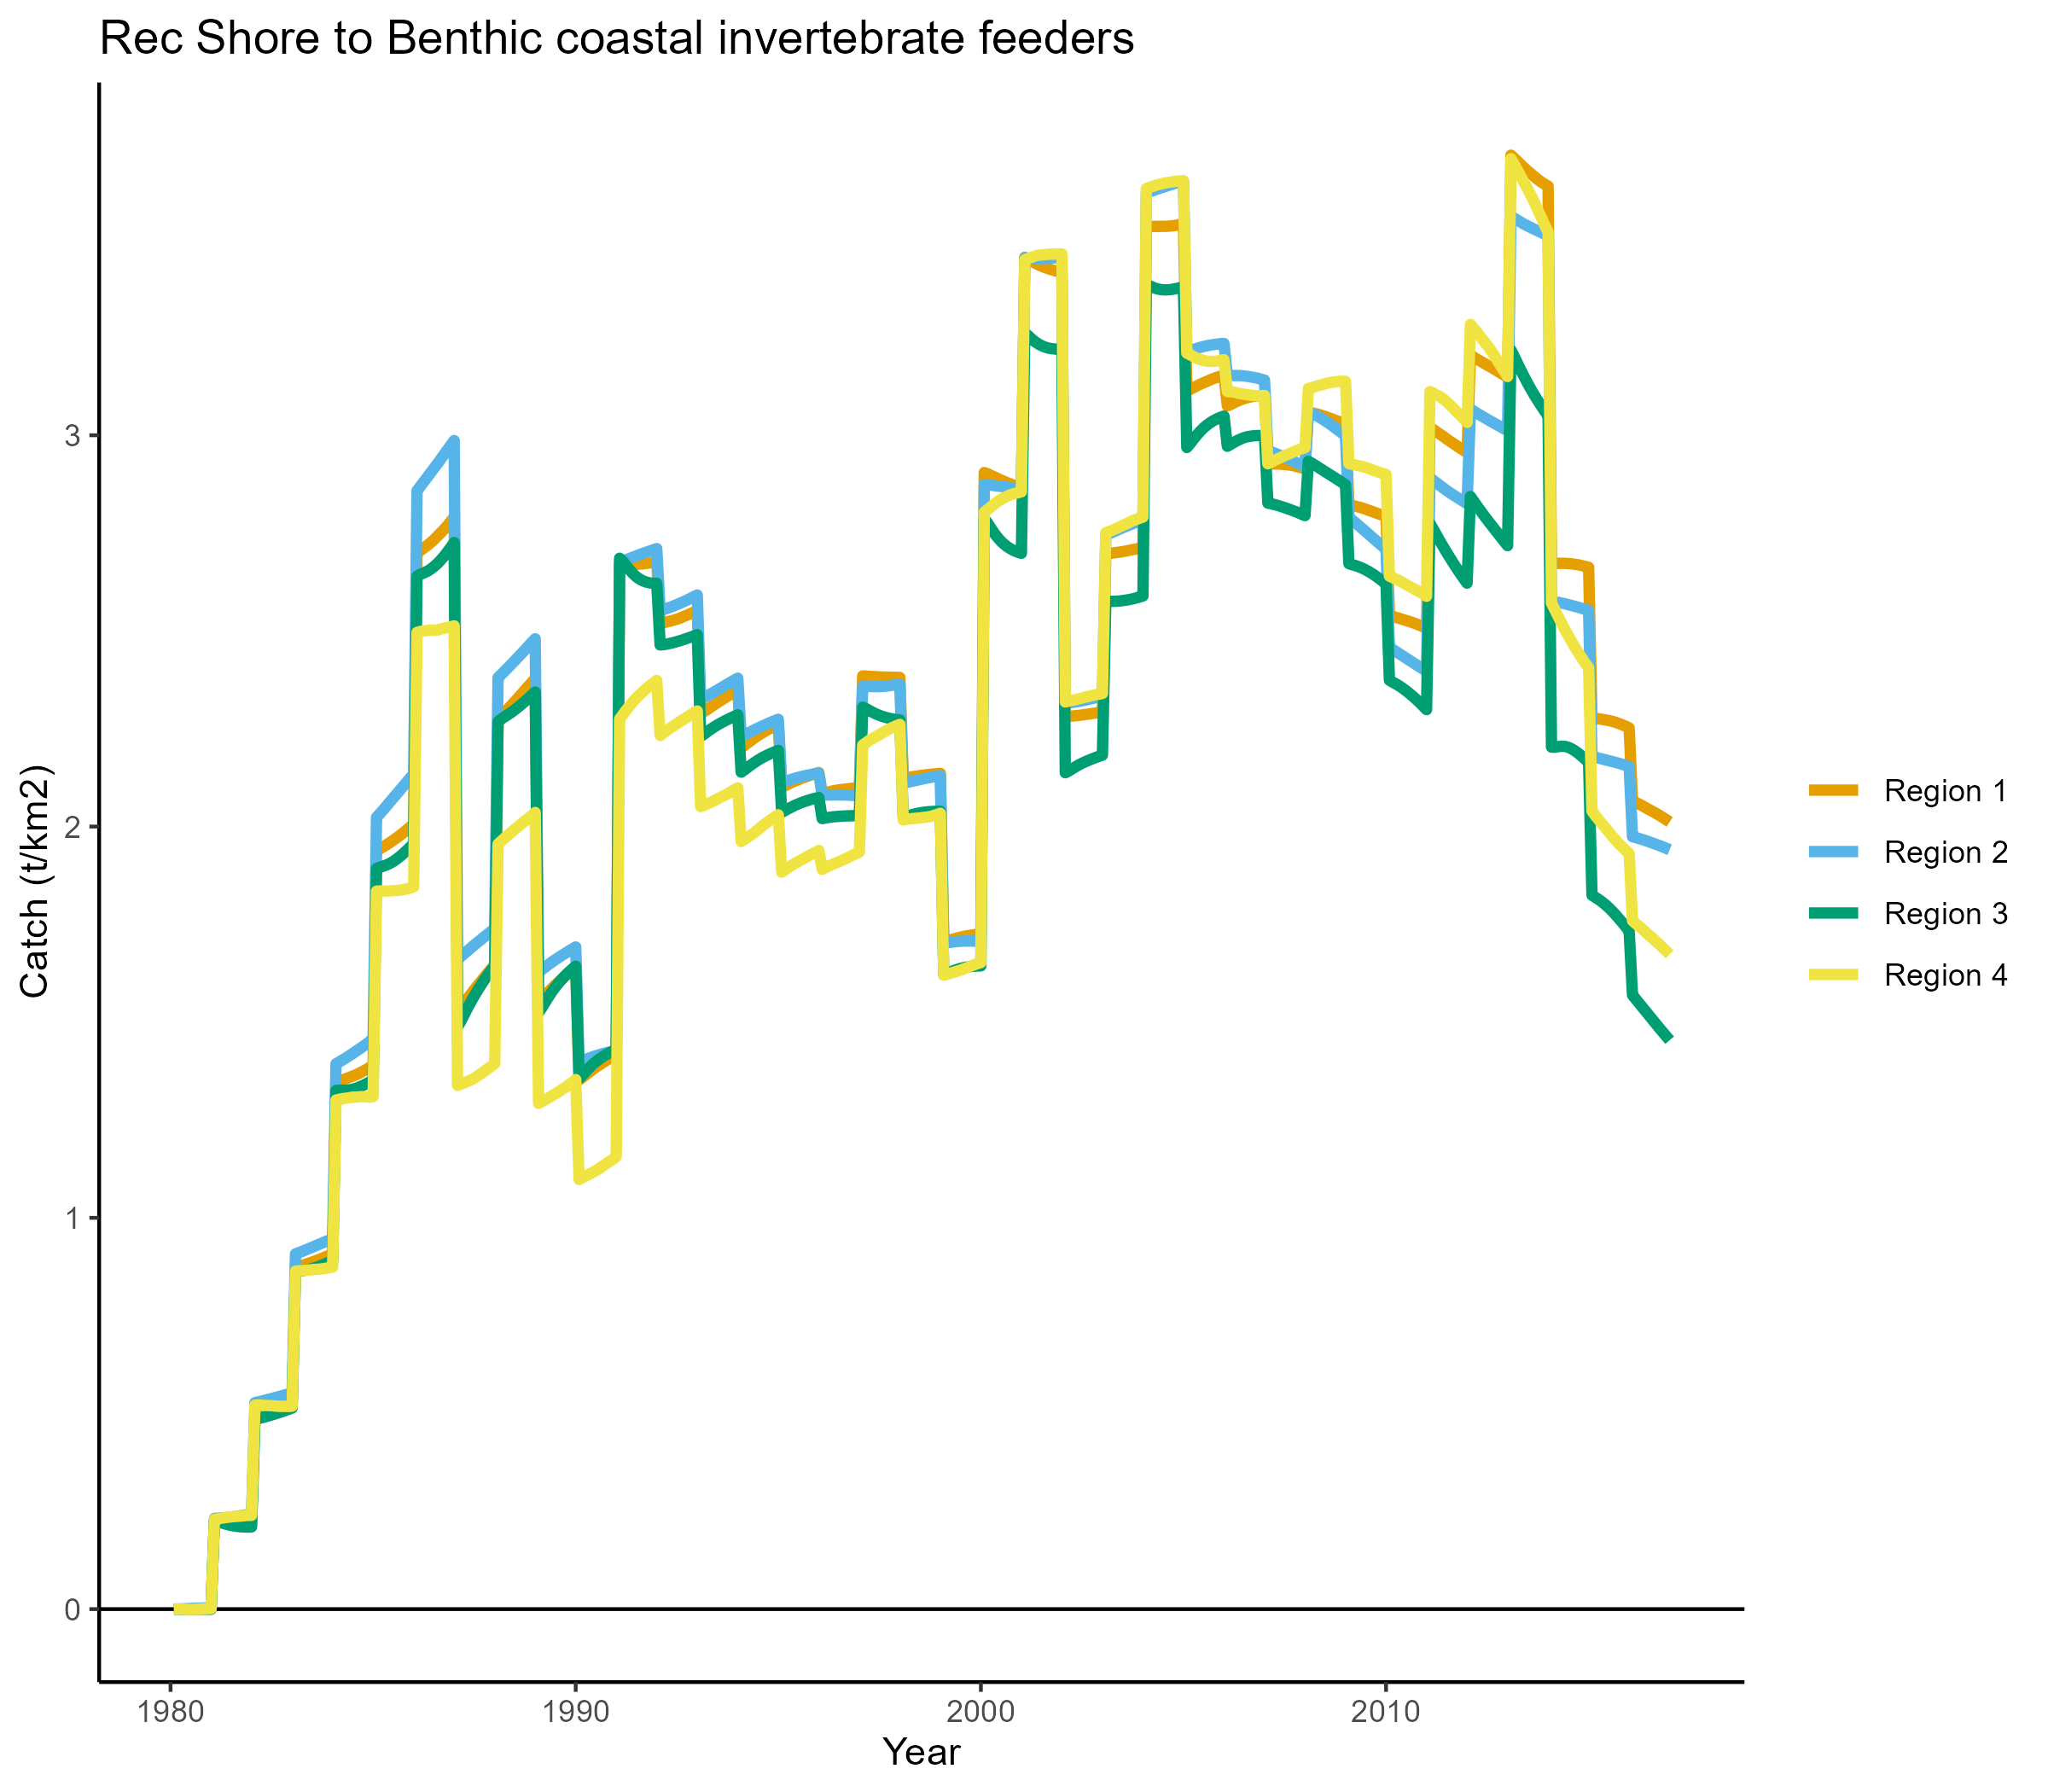 Rec Shore to Benthic coastal invertebrate feeders
Catch (t/km2)
3
2
1
0
1980 1990 2000 2010
Year
Region 1
Region 2
Region 3
Region 4